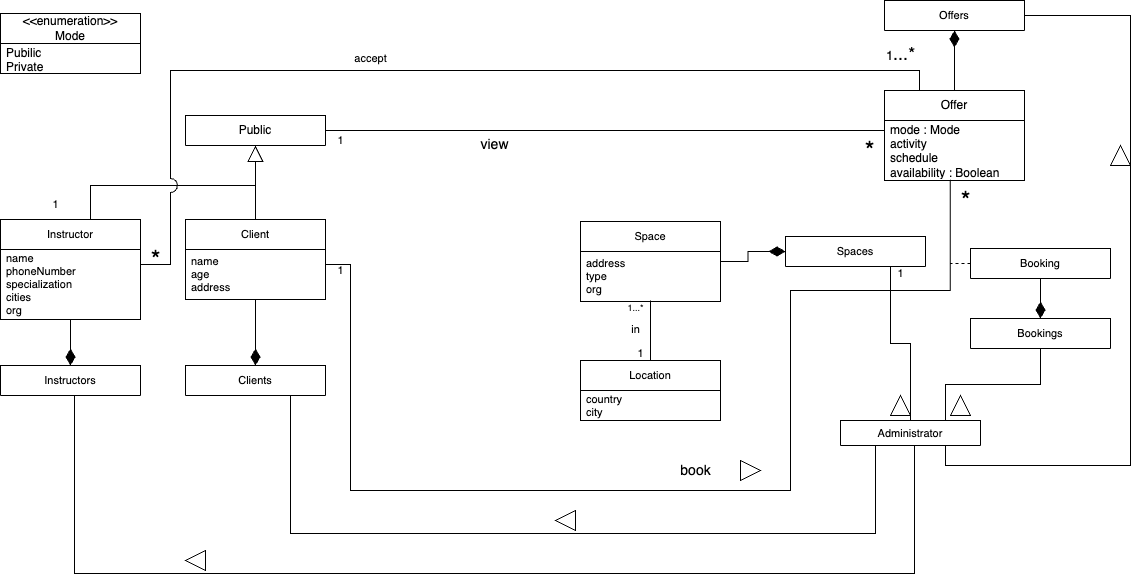 <<enumeration>>
Mode
Pubilic
Private
Offers
accept
1...*
Offer
mode : Mode
activity
schedule
availability : Boolean
Public
1
view
*
*
1
Instructor
name
phoneNumber
specialization
cities
org
*
Client
name
age
address
1
Space
address
type
org
Spaces
1
Booking
1...*
in
1
Bookings
Instructors
Clients
Location
country
city
Administrator
book